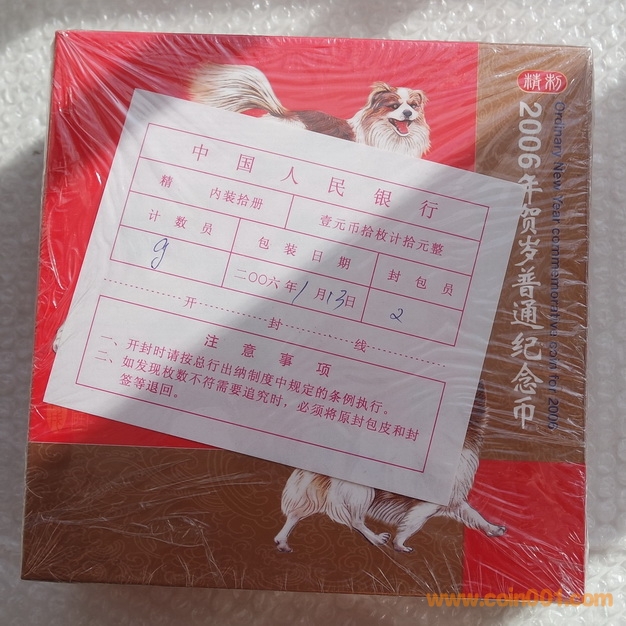 中国人民银行
精 内装拾册 壹元币拾枚计拾元整
计数员 包装日期 封包员
g 二〇〇六年1月13日 2
开封线
注意事项
一、开封时请按总行出纳制度中规定的条例执行。
二、如发现枚数不符需要追究时，必须将原封包皮和封
签等退回。
精制
2006年贺岁普通纪念币
Ordinary New Year commemorative coin for 2006
www.coin001.com